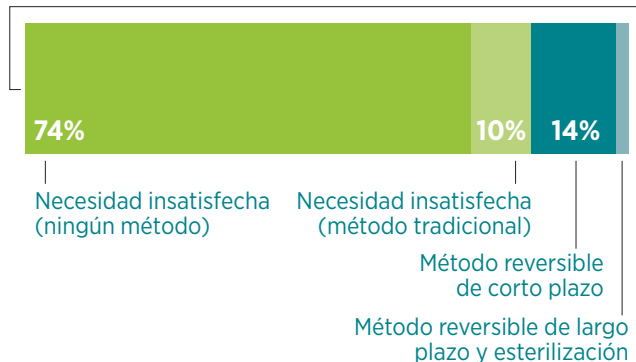 74%
10%
14%
Necesidad insatisfecha
(ningún método)
Necesidad insatisfecha
(método tradicional)
Método reversible
de corto plazo
Método reversible de largo
plazo y esterilización